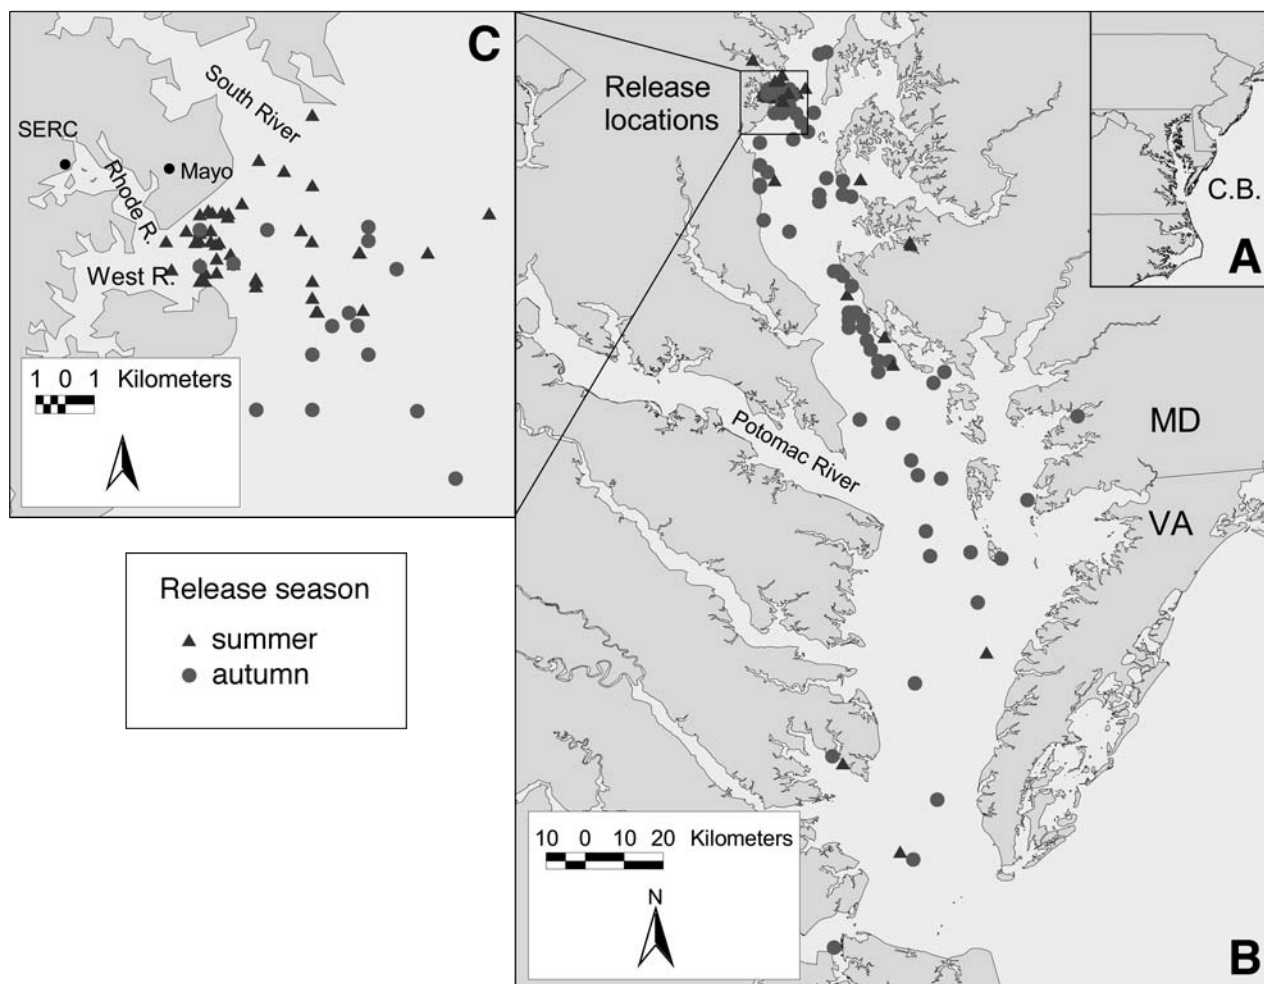 C
South River
SERC
Mayo
Rhode R.
West R.
1 0 1 Kilometers
Release season
summer
autumn
Release
locations
C.B.
A
Potomac River
MD
VA
10 0 10 20 Kilometers
N
B